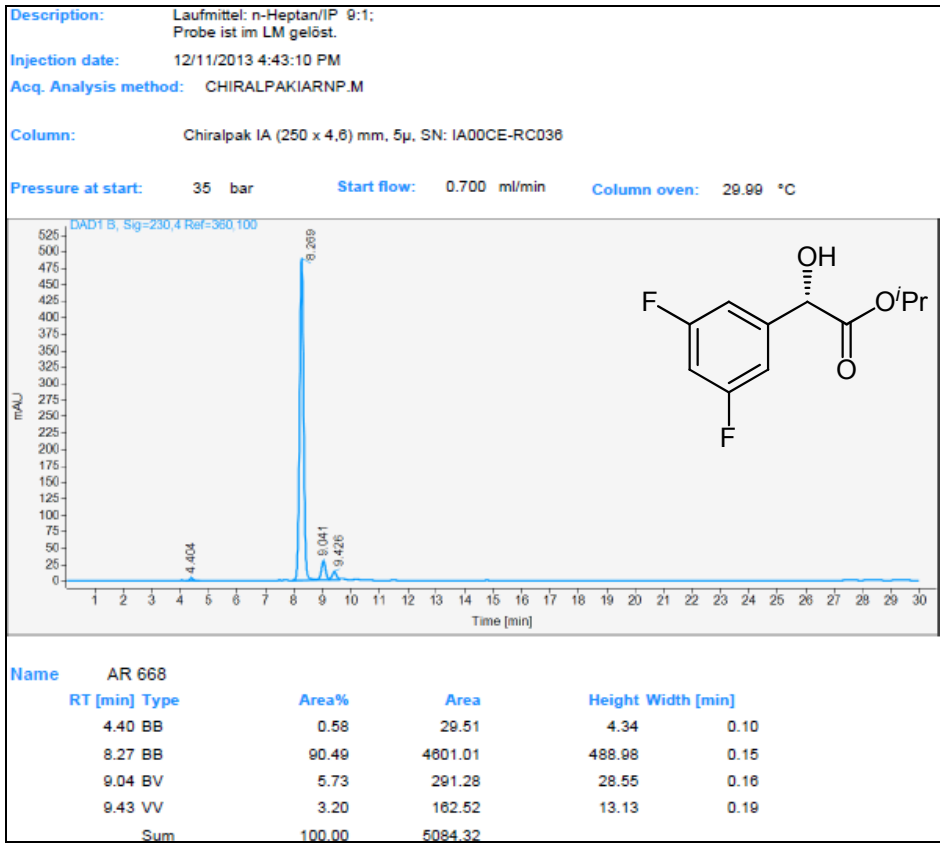 Description: Laufmittel: n-Heptan/IP 9:1;
Probe ist im LM gelöst.
Injection date: 12/11/2013 4:43:10 PM
Acq. Analysis method: CHIRALPAKIARNP.M
Column: Chiralpak IA (250 x 4,6) mm, 5µ, SN: IA00CE-RC036
Pressure at start: 35 bar Start flow: 0.700 ml/min Column oven: 29.99 °C
DAD1 B, Sig=230,4 Ref=360,100
mAU
525
500
475
450
425
400
375
350
325
300
275
250
225
200
175
150
125
100
75
50
25
0
4.404
8.269
9.041
9.426
OH
F
OiPr
O
F
1 2 3 4 5 6 7 8 9 10 11 12 13 14 15 16 17 18 19 20 21 22 23 24 25 26 27 28 29 30
Time [min]
Name AR 668
RT [min] Type Area% Area Height Width [min]
4.40 BB 0.58 29.51 4.34 0.10
8.27 BB 90.49 4601.01 488.98 0.15
9.04 BV 5.73 291.28 28.55 0.16
9.43 VV 3.20 162.52 13.13 0.19
Sum 100.00 5084.32